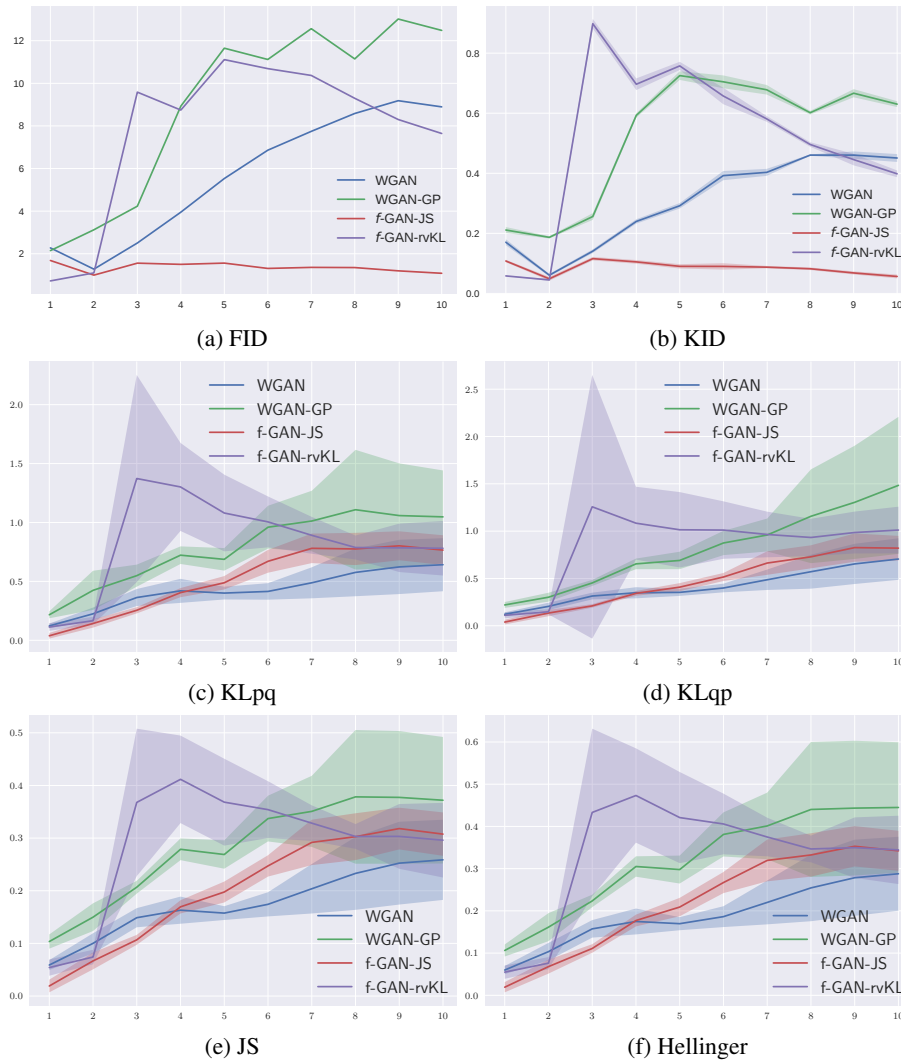 12
10
8
6
4
2
WGAN
WGAN-GP
f-GAN-JS
f-GAN-rvKL
1 2 3 4 5 6 7 8 9 10
(a) FID
0.8
0.6
0.4
0.2
0.0
WGAN
WGAN-GP
f-GAN-JS
f-GAN-rvKL
1 2 3 4 5 6 7 8 9 10
(b) KID
2.0
1.5
1.0
0.5
0.0
WGAN
WGAN-GP
f-GAN-JS
f-GAN-rvKL
1 2 3 4 5 6 7 8 9 10
(c) KLpq
2.5
2.0
1.5
1.0
0.5
0.0
WGAN
WGAN-GP
f-GAN-JS
f-GAN-rvKL
1 2 3 4 5 6 7 8 9 10
(d) KLqp
0.5
0.4
0.3
0.2
0.1
0.0
WGAN
WGAN-GP
f-GAN-JS
f-GAN-rvKL
1 2 3 4 5 6 7 8 9 10
(e) JS
0.6
0.5
0.4
0.3
0.2
0.1
0.0
WGAN
WGAN-GP
f-GAN-JS
f-GAN-rvKL
1 2 3 4 5 6 7 8 9 10
(f) Hellinger